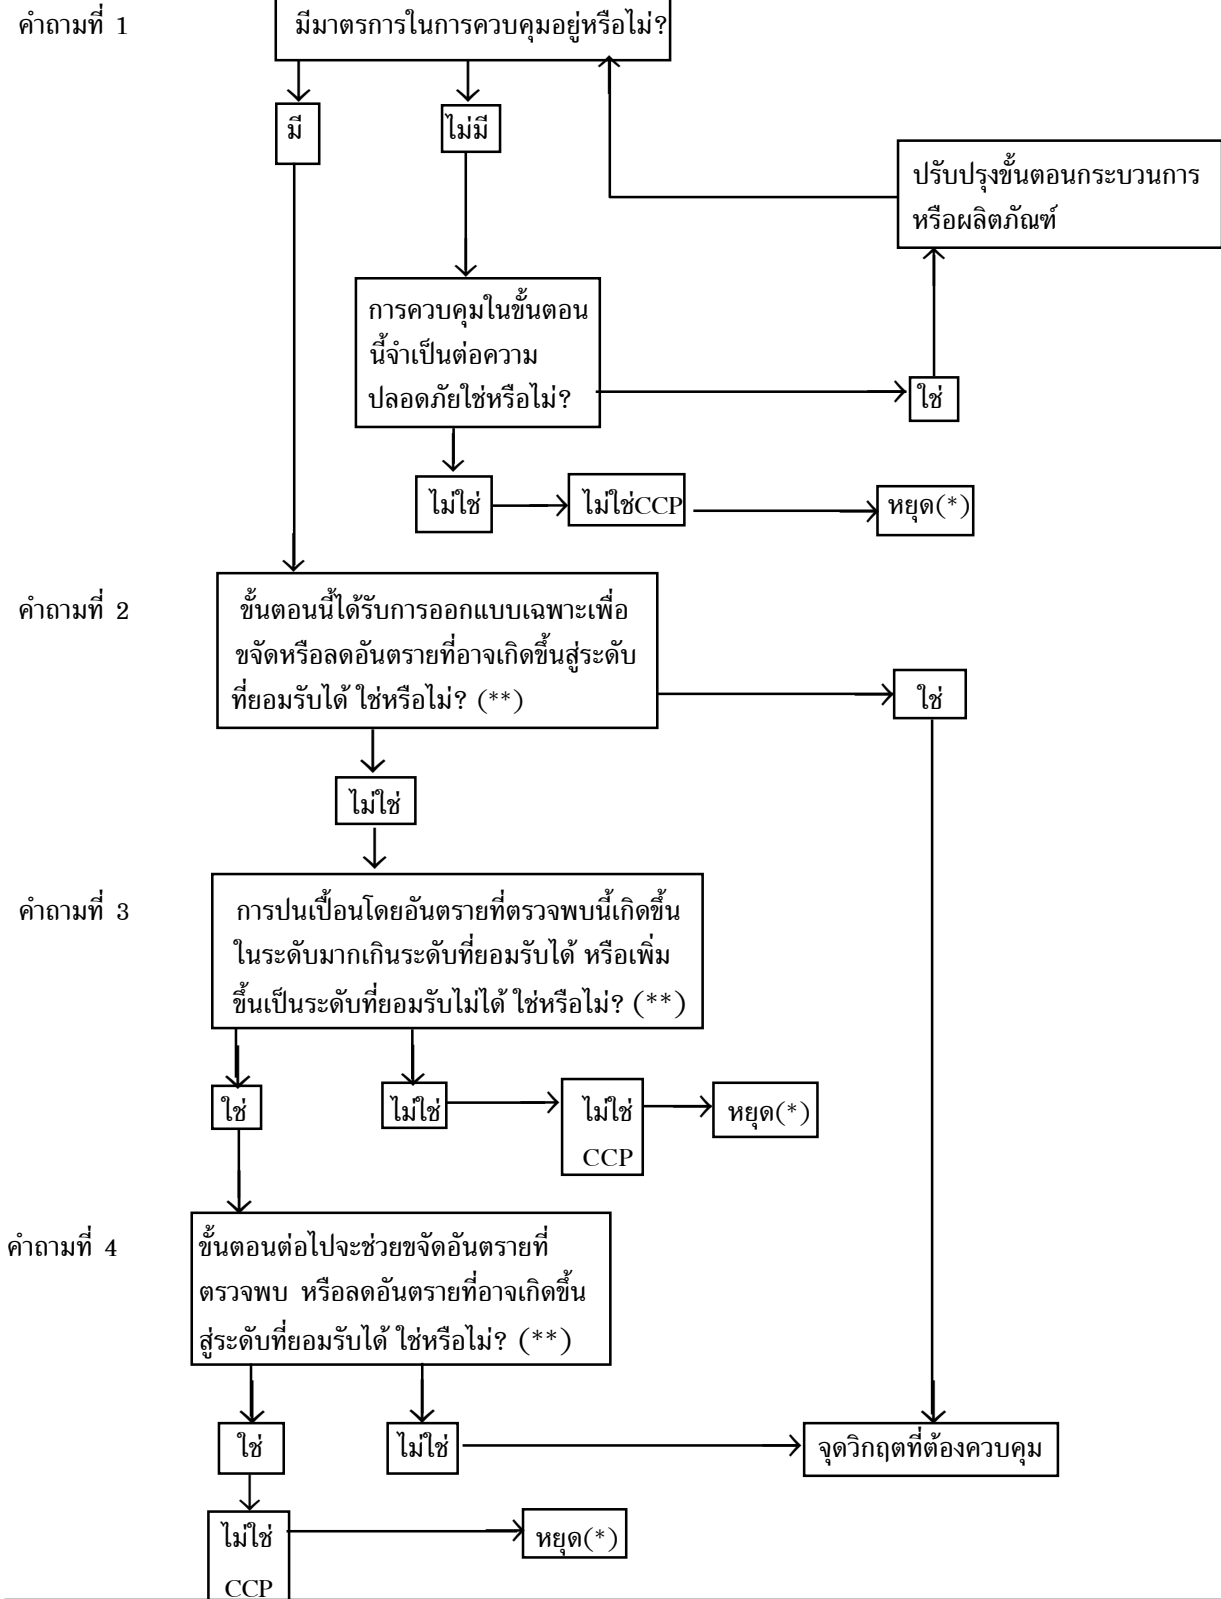 คำถามที่ 1
มีมาตรการในการควบคุมอยู่หรือไม่?
มี
ไม่มี
ปรับปรุงขั้นตอนกระบวนการ
หรือผลิตภัณฑ์
การควบคุมในขั้นตอน
นี้จำเป็นต่อความ
ปลอดภัยใช่หรือไม่?
ใช่
ไม่ใช่
ไม่ใช่CCP
หยุด(*)
คำถามที่ 2
ขั้นตอนนี้ได้รับการออกแบบเฉพาะเพื่อ
ขจัดหรือลดอันตรายที่อาจเกิดขึ้นสู่ระดับ
ที่ยอมรับได้ ใช่หรือไม่? (**)
ใช่
ไม่ใช่
คำถามที่ 3
การปนเปื้อนโดยอันตรายที่ตรวจพบนี้เกิดขึ้น
ในระดับมากเกินระดับที่ยอมรับได้ หรือเพิ่ม
ขึ้นเป็นระดับที่ยอมรับไม่ได้ ใช่หรือไม่? (**)
ใช่
ไม่ใช่
ไม่ใช่
CCP
หยุด(*)
คำถามที่ 4
ขั้นตอนต่อไปจะช่วยขจัดอันตรายที่
ตรวจพบ หรือลดอันตรายที่อาจเกิดขึ้น
สู่ระดับที่ยอมรับได้ ใช่หรือไม่? (**)
ใช่
ไม่ใช่
จุดวิกฤตที่ต้องควบคุม
ไม่ใช่
CCP
หยุด(*)